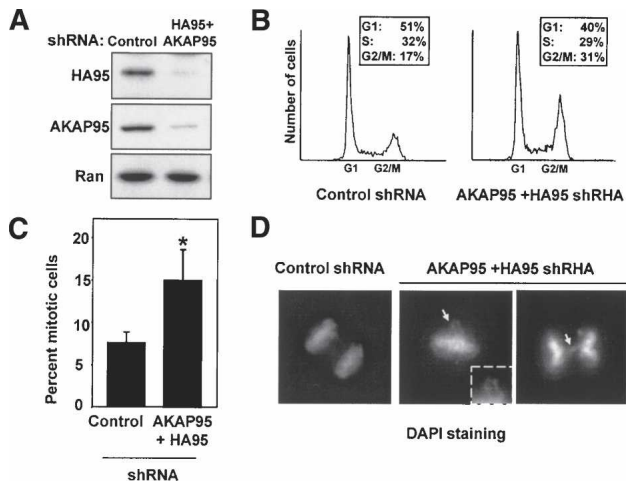 A
shRNA: Control HA95+ AKAP95
HA95
AKAP95
Ran
B
Number of cells
G1: 51%
S: 32%
G2/M: 17%
G1 G2/M
Control shRNA
G1: 40%
S: 29%
G2/M: 31%
G1 G2/M
AKAP95 +HA95 shRHA
C
Percent mitotic cells
20
15
10
5
0
*
Control AKAP95 + HA95
shRNA
D
Control shRNA
AKAP95 +HA95 shRHA
DAPI staining